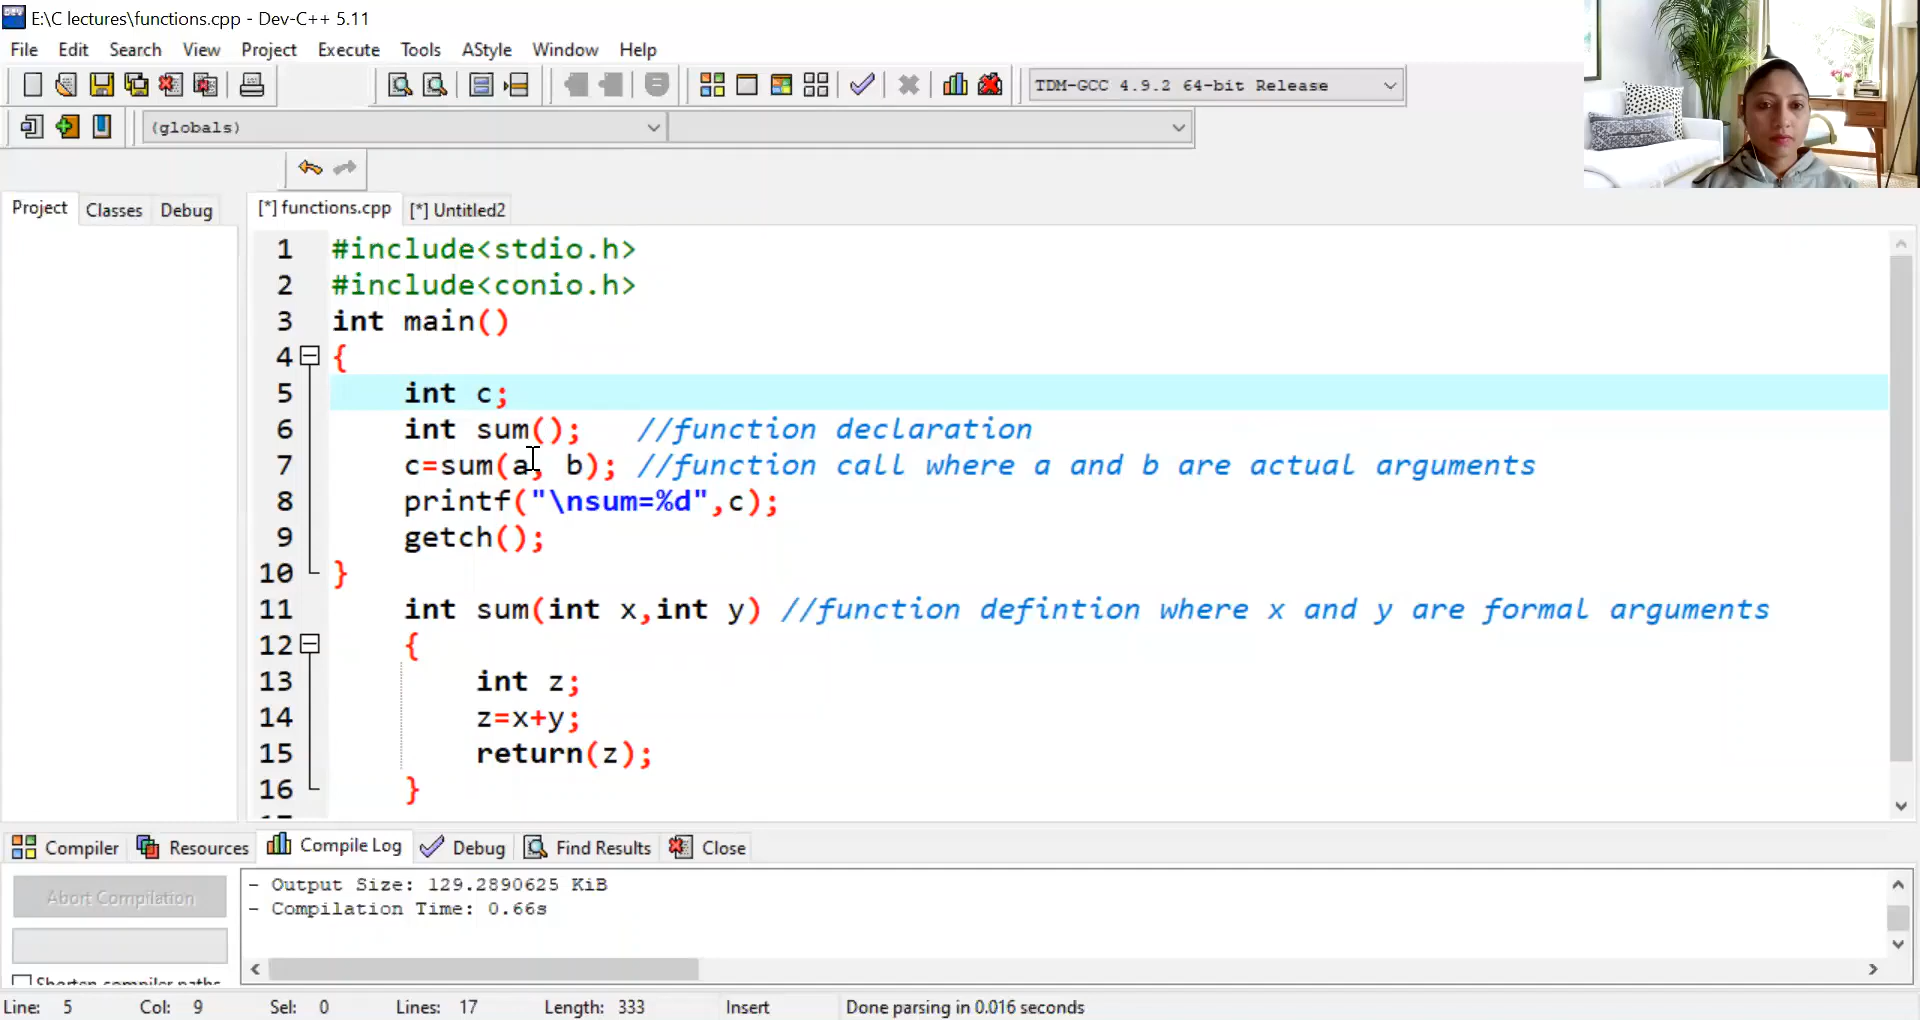 E:\C lectures\functions.cpp - Dev-C++ 5.11
File Edit Search View Project Execute Tools AStyle Window Help
TDM-GCC 4.9.2 64-bit Release
(globals)
Project Classes Debug
[*] functions.cpp [*] Untitled2
1 #include<stdio.h>
2 #include<conio.h>
3 int main()
4 {
5 int c;
6 int sum(); //function declaration
7 c=sum(a, b); //function call where a and b are actual arguments
8 printf("\nsum=%d",c);
9 getch();
10 }
11 int sum(int x,int y) //function defintion where x and y are formal arguments
12 {
13 int z;
14 z=x+y;
15 return(z);
16 }
Compiler Resources Compile Log Debug Find Results Close
Abort Compilation
- Output Size: 129.2890625 KiB
- Compilation Time: 0.66s
Shorten compiler paths
Line: 5 Col: 9 Sel: 0 Lines: 17 Length: 333 Insert Done parsing in 0.016 seconds